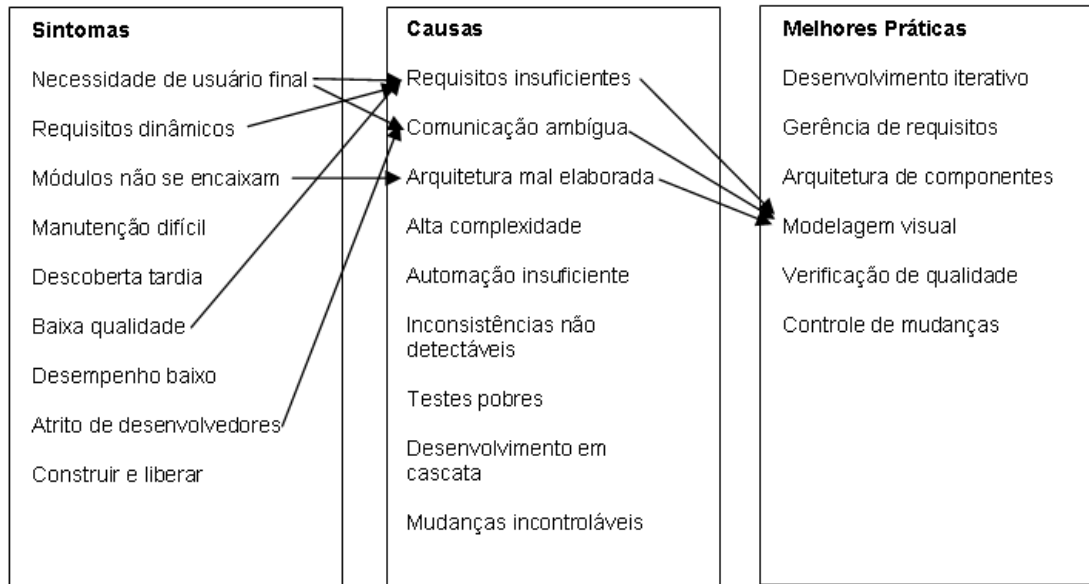 Sintomas
Necessidade de usuário final
Requisitos dinâmicos
Módulos não se encaixam
Manutenção difícil
Descoberta tardia
Baixa qualidade
Desempenho baixo
Atrito de desenvolvedores
Construir e liberar
Causas
Requisitos insuficientes
Comunicação ambígua
Arquitetura mal elaborada
Alta complexidade
Automação insuficiente
Inconsistências não
detectáveis
Testes pobres
Desenvolvimento em
cascata
Mudanças incontroláveis
Melhores Práticas
Desenvolvimento iterativo
Gerência de requisitos
Arquitetura de componentes
Modelagem visual
Verificação de qualidade
Controle de mudanças